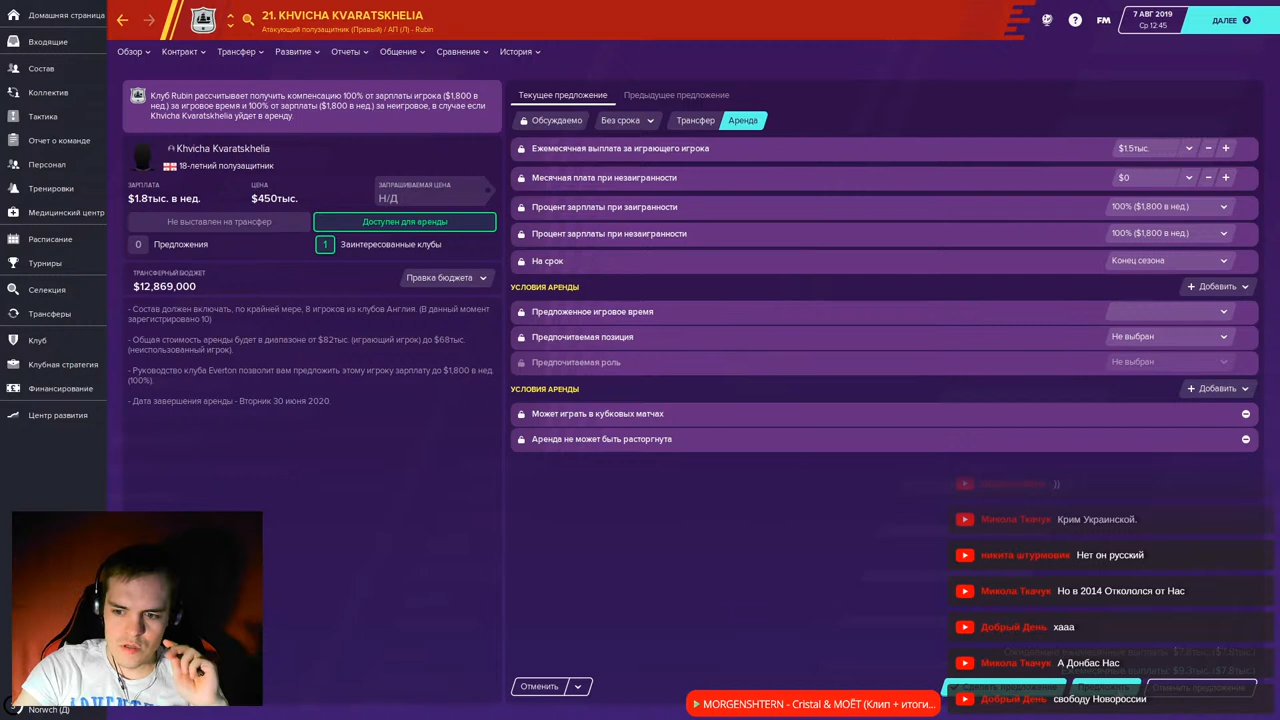 Домашняя страница
Входящие
Состав
Коллектив
Тактика
Отчет о команде
Персонал
Тренировки
Медицинский центр
Расписание
Турниры
Селекция
Трансферы
Клуб
Клубная стратегия
Финансирование
Центр развития
Morwch (Д)
21. KHVICHA KVARATSKHELIA
Атакующий полузащитник (Правый) / АП (Л) - Rubin
FM
7 АВГ 2019
Ср. 12:45
ДАЛЕЕ
Обзор Контракт Трансфер Развитие Отчеты Общение Сравнение История
Клуб Rubin рассчитывает получить компенсацию 100% от зарплаты игрока ($1,800 в
нед.) за игровое время и 100% от зарплаты ($1,800 в нед.) за неигровое, в случае если
Khvicha Kvaratskhelia уйдет в аренду.
Khvicha Kvaratskhelia
18-летний полузащитник
ЗАРПЛАТА ЦЕНА ЗАПРАШИВАЕМАЯ ЦЕНА
$1.8тыс. в нед. $450тыс. Н/Д
Не выставлен на трансфер Доступен для аренды
0 Предложения 1 Заинтересованные клубы
ТРАНСФЕРНЫЙ БЮДЖЕТ
$12,869,000
Правка бюджета
- Состав должен включать, по крайней мере, 8 игроков из клубов Англия. (В данный момент
зарегистрировано 10)
- Общая стоимость аренды будет в диапазоне от $82тыс. (играющий игрок) до $68тыс.
(неиспользованный игрок).
- Руководство клуба Everton позволит вам предложить этому игроку зарплату до $1,800 в нед.
(100%).
- Дата завершения аренды - Вторник 30 июня 2020.
Текущее предложение Предыдущее предложение
Обсуждаемо Без срока Трансфер Аренда
Ежемесячная выплата за играющего игрока $1.5тыс.
Месячная плата при незаигранности $0
Процент зарплаты при заигранности 100% ($1,800 в нед.)
Процент зарплаты при незаигранности 100% ($1,800 в нед.)
На срок Конец сезона
УСЛОВИЯ АРЕНДЫ Добавить
Предложенное игровое время
Предпочитаемая позиция Не выбран
Предпочитаемая роль Не выбран
УСЛОВИЯ АРЕНДЫ Добавить
Может играть в кубковых матчах
Аренда не может быть расторгнута
))
Микола Ткачук Крим Украинской.
никита штурмовик Нет он русский
Микола Ткачук Но в 2014 Откололся от Нас
Добрый День хааа
Микола Ткачук А Донбас Нас
Добрый День свободу Новороссии
Отменить
MORGENSHTERN - Cristal & МОЁТ (Клип + итоги...